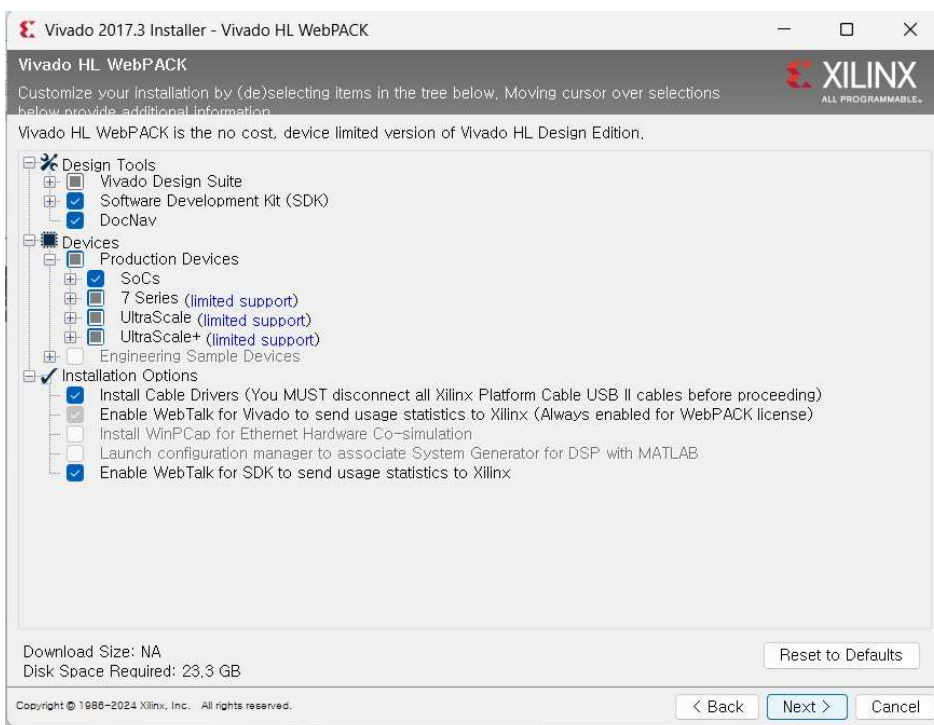 Vivado 2017.3 Installer - Vivado HL WebPACK
Vivado HL WebPACK
Customize your installation by (de)selecting items in the tree below. Moving cursor over selections
below provide additional information
XILINX
ALL PROGRAMMABLE.
Vivado HL WebPACK is the no cost, device limited version of Vivado HL Design Edition.
Design Tools
Vivado Design Suite
Software Development Kit (SDK)
DocNav
Devices
Production Devices
SoCs
7 Series (limited support)
UltraScale (limited support)
UltraScale+ (limited support)
Engineering Sample Devices
Installation Options
Install Cable Drivers (You MUST disconnect all Xilinx Platform Cable USB II cables before proceeding)
Enable WebTalk for Vivado to send usage statistics to Xilinx (Always enabled for WebPACK license)
Install WinPCap for Ethernet Hardware Co-simulation
Launch configuration manager to associate System Generator for DSP with MATLAB
Enable WebTalk for SDK to send usage statistics to Xilinx
Download Size: NA
Disk Space Required: 23.3 GB
Reset to Defaults
Copyright © 1986-2024 Xilinx, Inc. All rights reserved.
< Back
Next >
Cancel